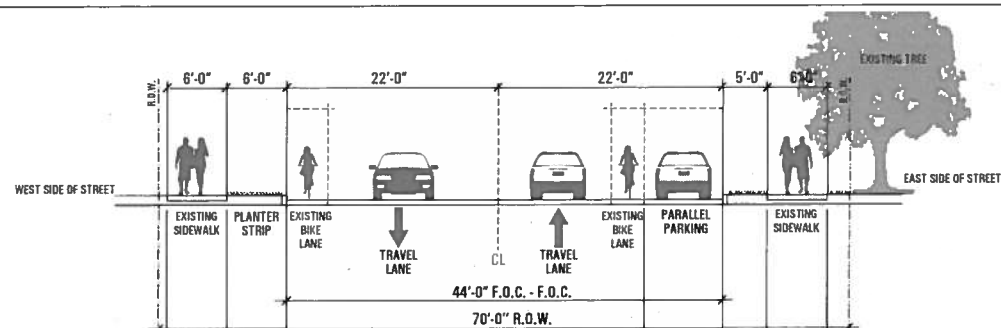 EXISTING TREE
6'-0" 6'-0" 22'-0" 22'-0" 5'-0" 6'-0"
R.O.W. R.O.W.
WEST SIDE OF STREET
EAST SIDE OF STREET
EXISTING SIDEWALK
PLANTER STRIP
EXISTING BIKE LANE
TRAVEL LANE
CL
TRAVEL LANE
EXISTING BIKE LANE
PARALLEL PARKING
EXISTING SIDEWALK
44'-0" F.O.C. - F.O.C.
70'-0" R.O.W.